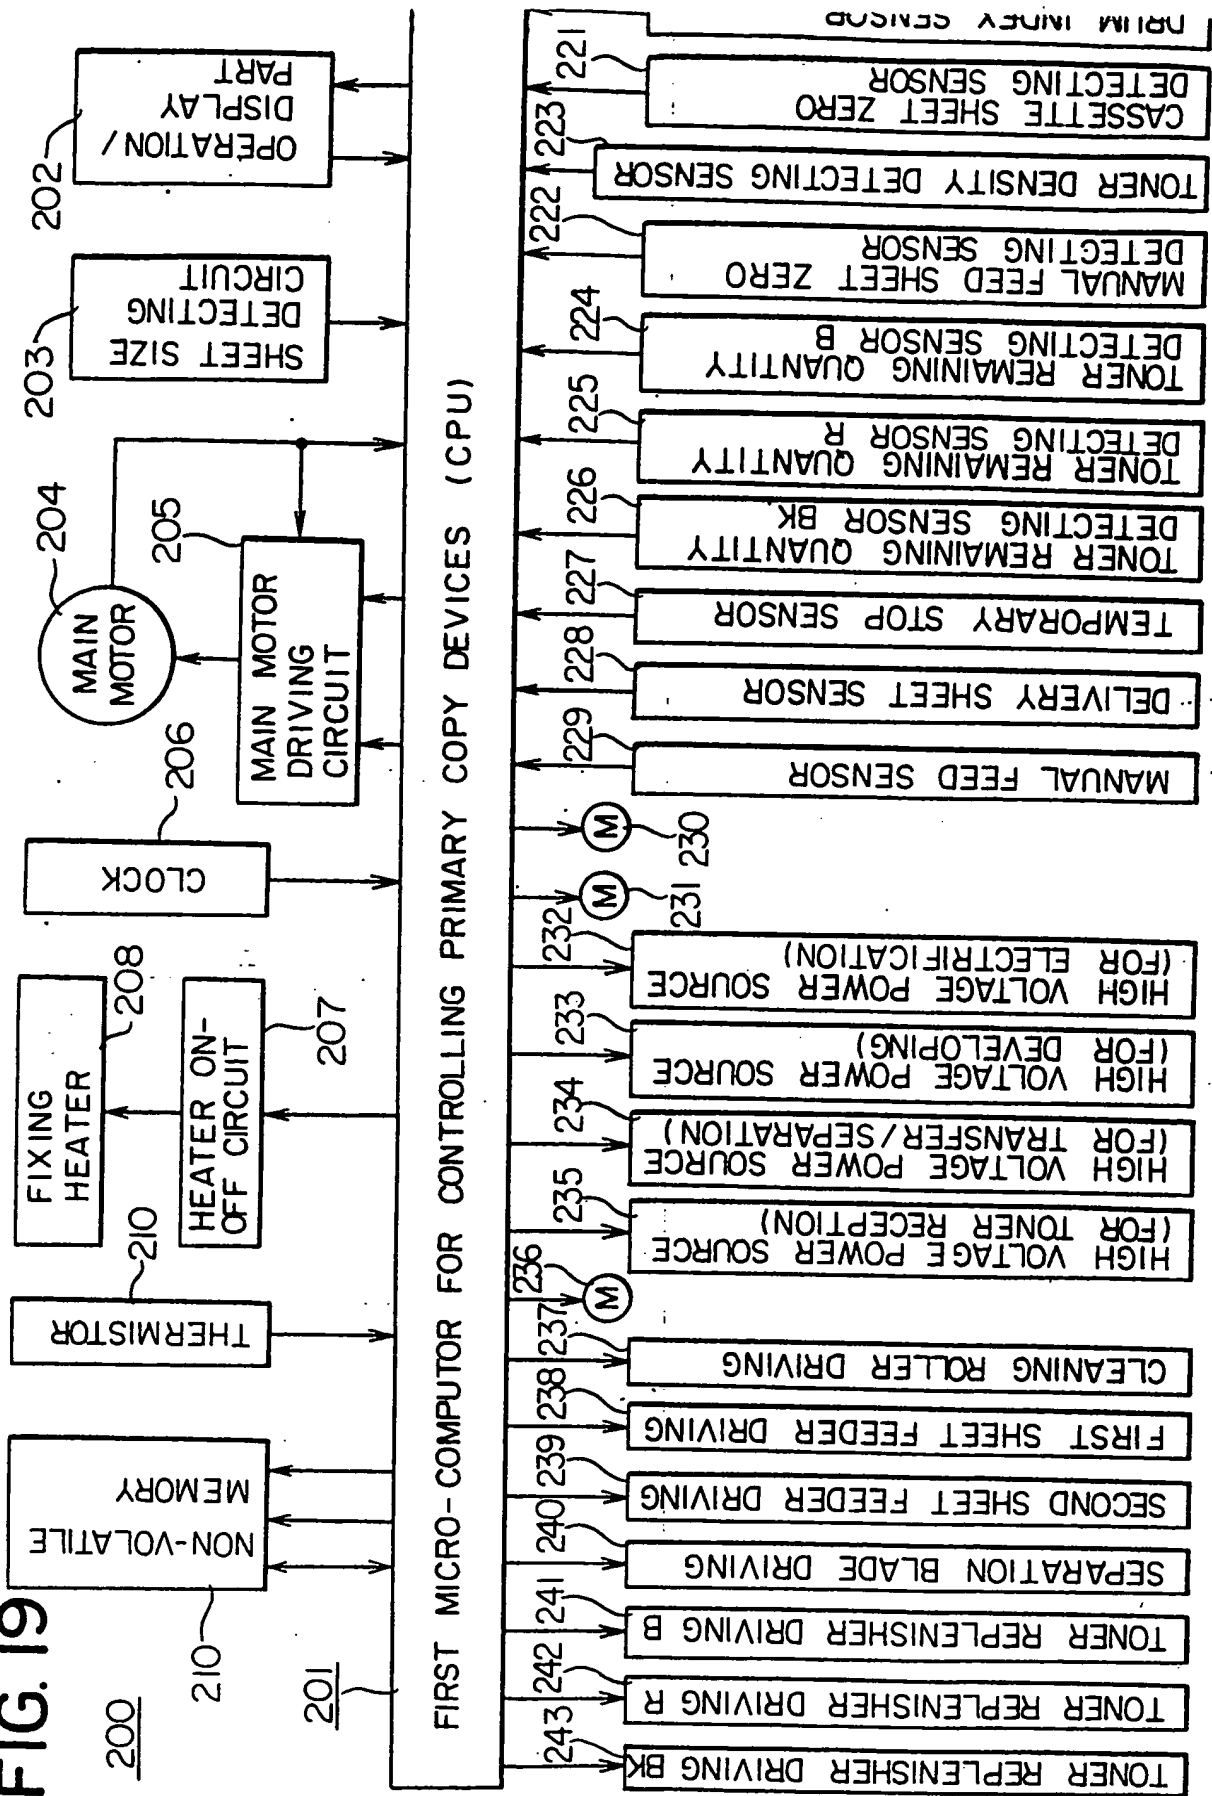 FIG. 19
200
NON-VOLATILE
MEMORY
210
THERMISTOR
210
FIXING
HEATER
208
HEATER ON-
OFF CIRCUIT
207
CLOCK
206
MAIN
MOTOR
204
MAIN MOTOR
DRIVING
CIRCUIT
205
SHEET SIZE
DETECTING
CIRCUIT
203
OPERATION/
DISPLAY
PART
202
201
FIRST MICRO-COMPUTOR FOR CONTROLLING PRIMARY COPY DEVICES (CPU)
243
TONER REPLENISHER DRIVING BK
242
TONER REPLENISHER DRIVING R
241
TONER REPLENISHER DRIVING B
240
SEPARATION BLADE DRIVING
239
SECOND SHEET FEEDER DRIVING
238
FIRST SHEET FEEDER DRIVING
237
CLEANING ROLLER DRIVING
236
M
235
HIGH VOLTAGE POWER SOURCE
(FOR TONER RECEPTION)
234
HIGH VOLTAGE POWER SOURCE
(FOR TRANSFER/SEPARATION)
233
HIGH VOLTAGE POWER SOURCE
(FOR DEVELOPING)
232
HIGH VOLTAGE POWER SOURCE
(FOR ELECTRIFICATION)
231
M
230
M
229
MANUAL FEED SENSOR
228
DELIVERY SHEET SENSOR
227
TEMPORARY STOP SENSOR
226
TONER REMAINING QUANTITY
DETECTING SENSOR BK
225
TONER REMAINING QUANTITY
DETECTING SENSOR R
224
TONER REMAINING QUANTITY
DETECTING SENSOR B
222
MANUAL FEED SHEET ZERO
DETECTING SENSOR
223
TONER DENSITY DETECTING SENSOR
221
CASSETTE SHEET ZERO
DETECTING SENSOR
DRUM INDEX SENSOR